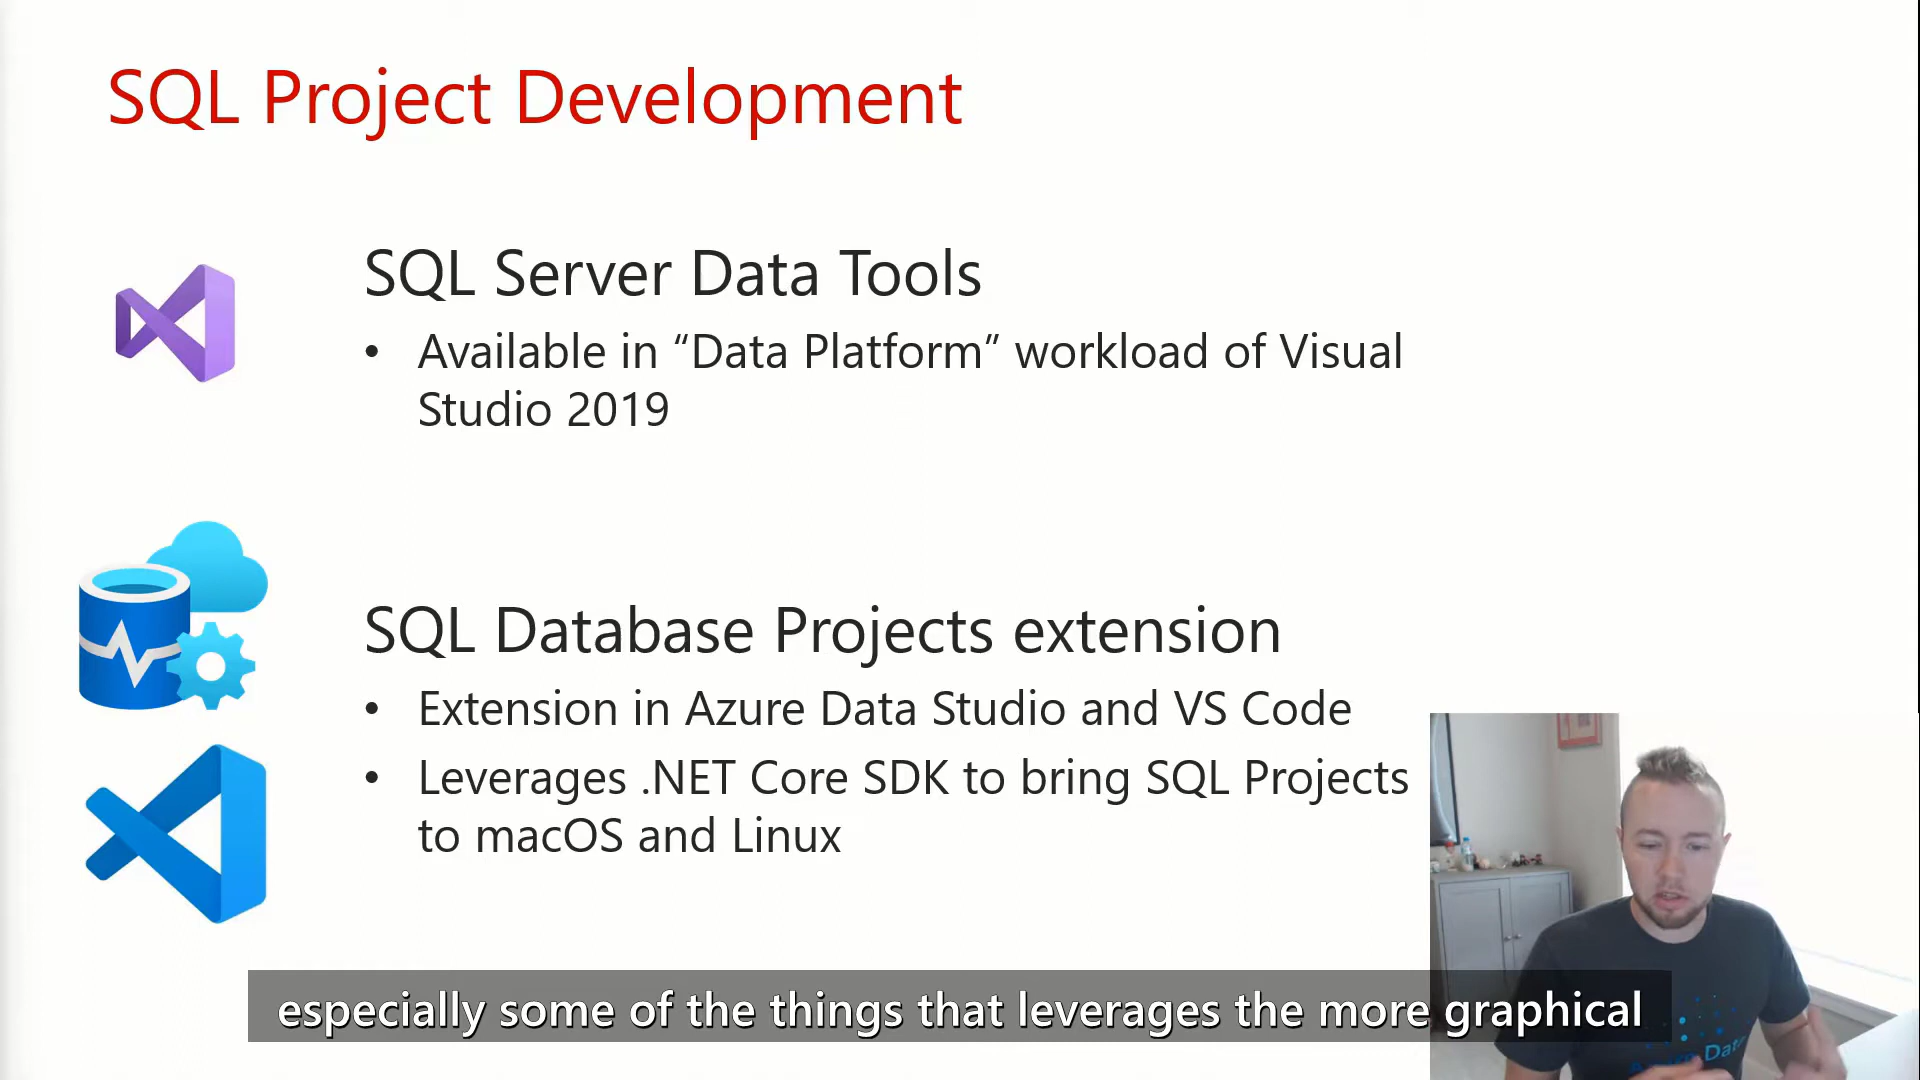 SQL Project Development
SQL Server Data Tools
• Available in “Data Platform” workload of Visual
Studio 2019
SQL Database Projects extension
• Extension in Azure Data Studio and VS Code
• Leverages .NET Core SDK to bring SQL Projects
to macOS and Linux
especially some of the things that leverages the more graphical
Azure Data